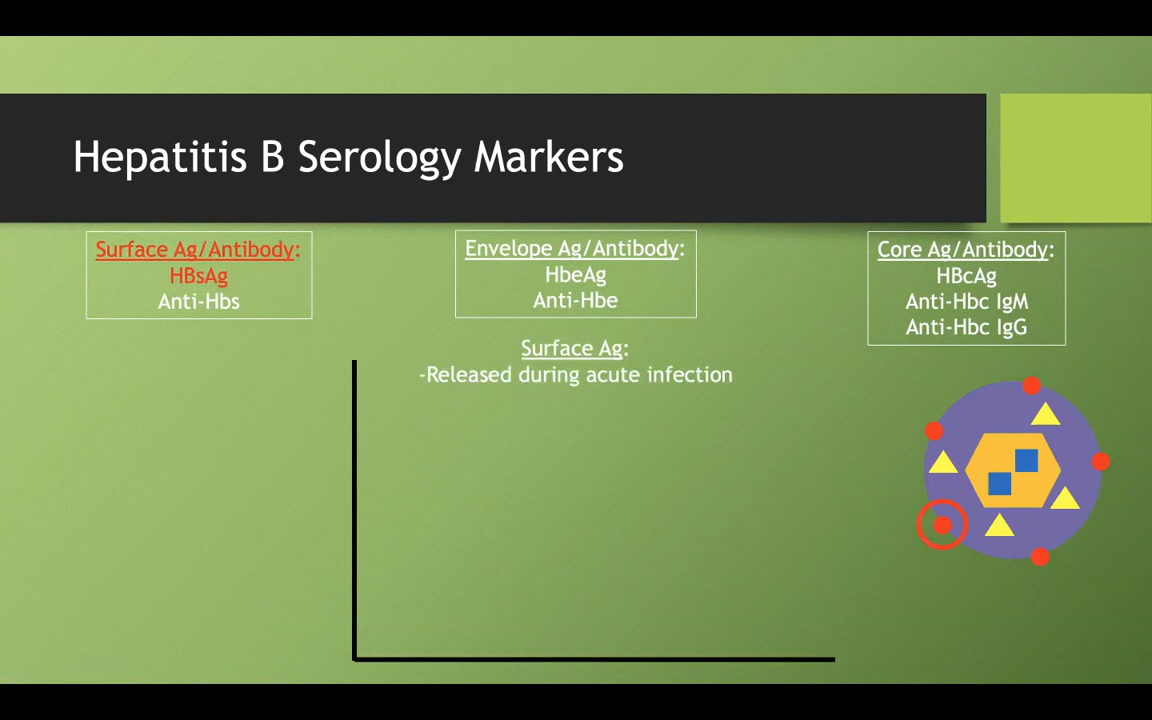 Hepatitis B Serology Markers
Surface Ag/Antibody:
HBsAg
Anti-Hbs
Envelope Ag/Antibody:
HbeAg
Anti-Hbe
Core Ag/Antibody:
HBcAg
Anti-Hbc IgM
Anti-Hbc IgG
Surface Ag:
-Released during acute infection